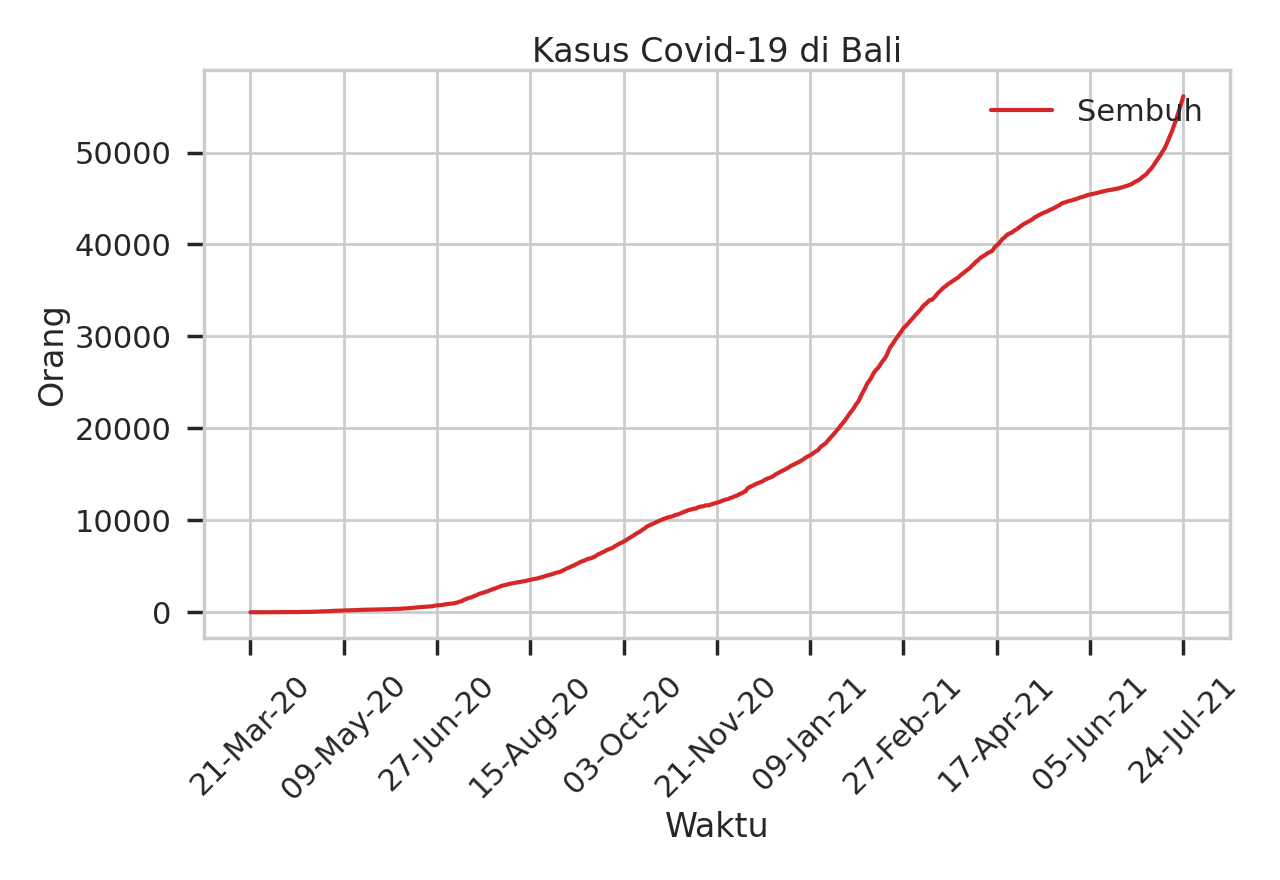 Kasus Covid-19 di Bali
Sembuh
Orang
50000
40000
30000
20000
10000
0
21-Mar-20
09-May-20
27-Jun-20
15-Aug-20
03-Oct-20
21-Nov-20
09-Jan-21
27-Feb-21
17-Apr-21
05-Jun-21
24-Jul-21
Waktu